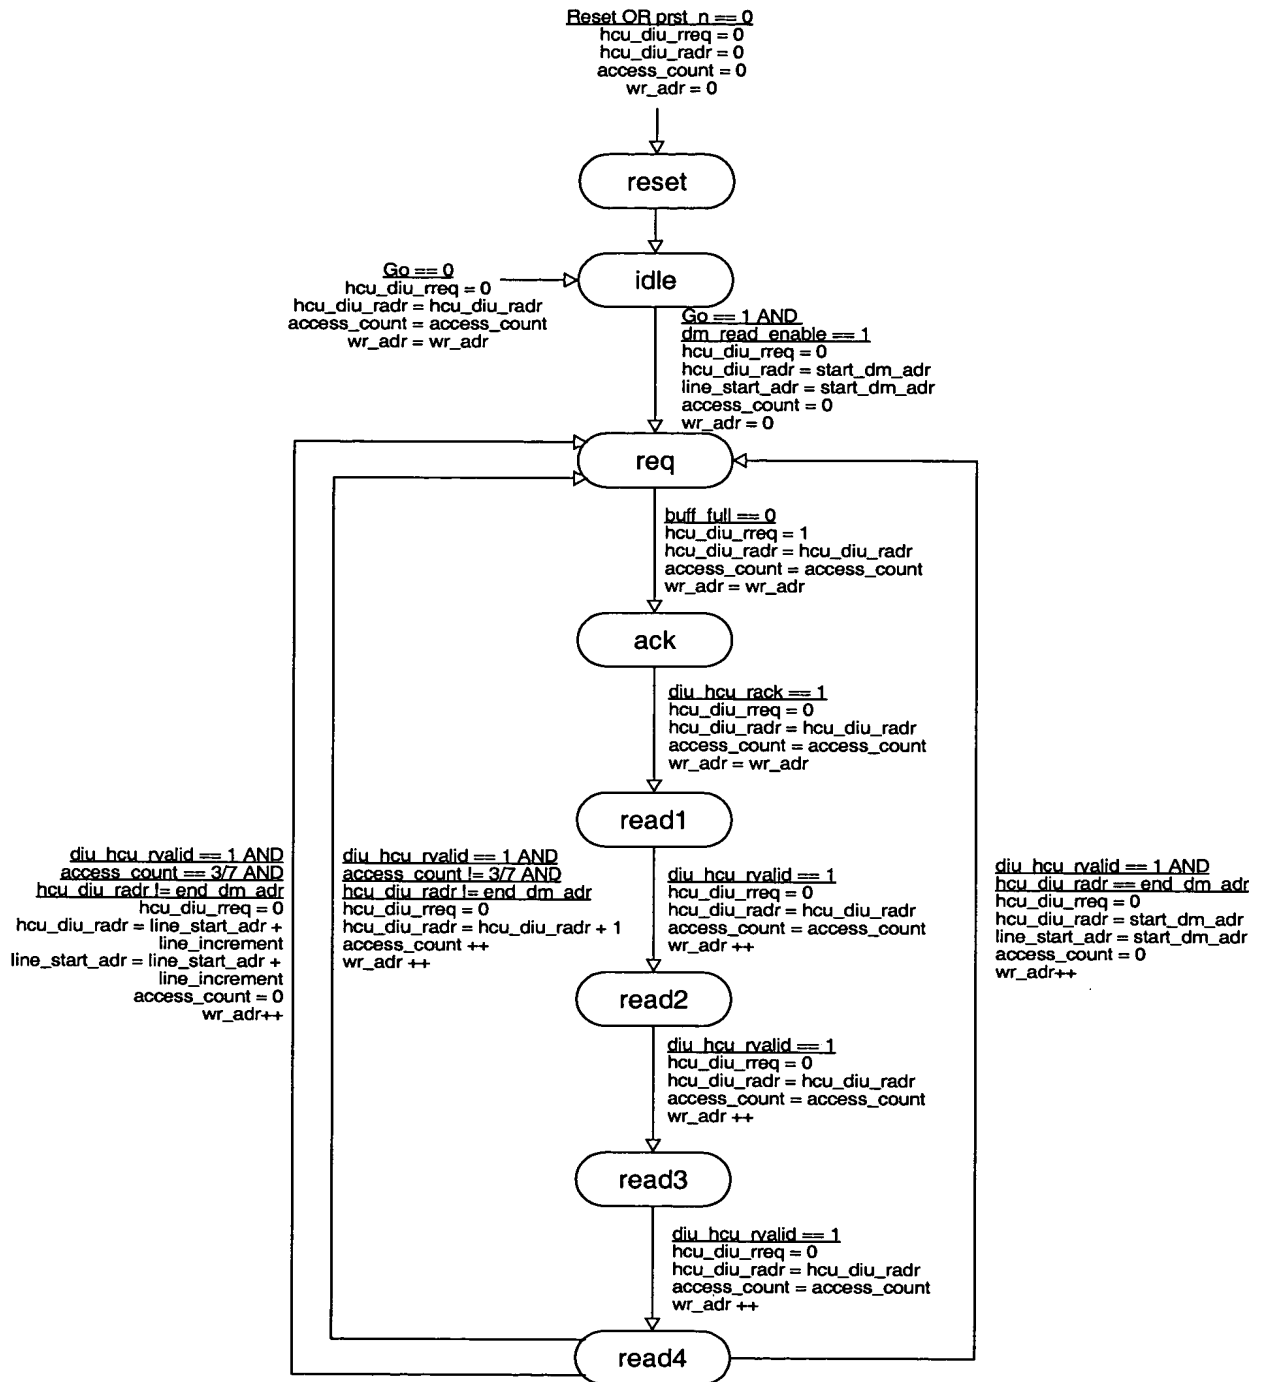 Reset OR prst_n == 0
hcu_diu_rreq = 0
hcu_diu_radr = 0
access_count = 0
wr_adr = 0
reset
Go == 0
hcu_diu_rreq = 0
hcu_diu_radr = hcu_diu_radr
access_count = access_count
wr_adr = wr_adr
idle
Go == 1 AND
dm_read_enable == 1
hcu_diu_rreq = 0
hcu_diu_radr = start_dm_adr
line_start_adr = start_dm_adr
access_count = 0
wr_adr = 0
req
buff_full == 0
hcu_diu_rreq = 1
hcu_diu_radr = hcu_diu_radr
access_count = access_count
wr_adr = wr_adr
ack
diu_hcu_rack == 1
hcu_diu_rreq = 0
hcu_diu_radr = hcu_diu_radr
access_count = access_count
wr_adr = wr_adr
read1
diu_hcu_rvalid == 1 AND
access_count == 3/7 AND
hcu_diu_radr != end_dm_adr
hcu_diu_rreq = 0
hcu_diu_radr = line_start_adr +
line_increment
line_start_adr = line_start_adr +
line_increment
access_count = 0
wr_adr++
diu_hcu_rvalid == 1 AND
access_count != 3/7 AND
hcu_diu_radr != end_dm_adr
hcu_diu_rreq = 0
hcu_diu_radr = hcu_diu_radr + 1
access_count ++
wr_adr ++
diu_hcu_rvalid == 1
hcu_diu_rreq = 0
hcu_diu_radr = hcu_diu_radr
access_count = access_count
wr_adr ++
diu_hcu_rvalid == 1 AND
hcu_diu_radr == end_dm_adr
hcu_diu_rreq = 0
hcu_diu_radr = start_dm_adr
line_start_adr = start_dm_adr
access_count = 0
wr_adr++
read2
diu_hcu_rvalid == 1
hcu_diu_rreq = 0
hcu_diu_radr = hcu_diu_radr
access_count = access_count
wr_adr ++
read3
diu_hcu_rvalid == 1
hcu_diu_rreq = 0
hcu_diu_radr = hcu_diu_radr
access_count = access_count
wr_adr ++
read4